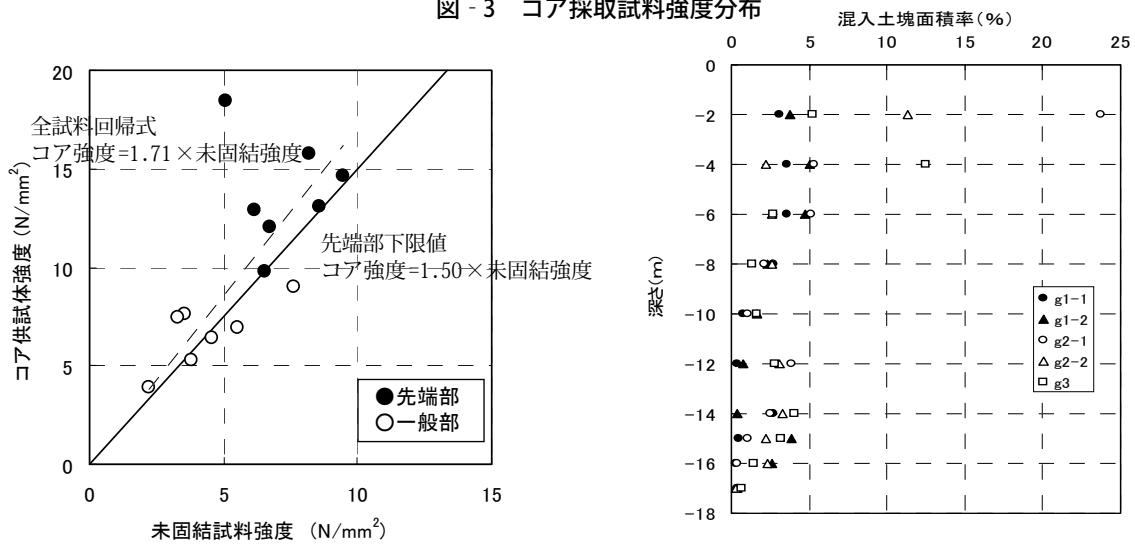 図‐3 コア採取試料強度分布
20
15
10
5
0
コア供試体強度(N/mm²)
全試料回帰式
コア強度=1.71×未固結強度
先端部下限値
コア強度=1.50×未固結強度
●先端部
○一般部
0 5 10 15
未固結試料強度 (N/mm²)
混入土塊面積率(%)
0 5 10 15 20 25
0
-2
-4
-6
-8
-10
-12
-14
-16
-18
深さ(m)
● g1-1
▲ g1-2
○ g2-1
△ g2-2
□ g3